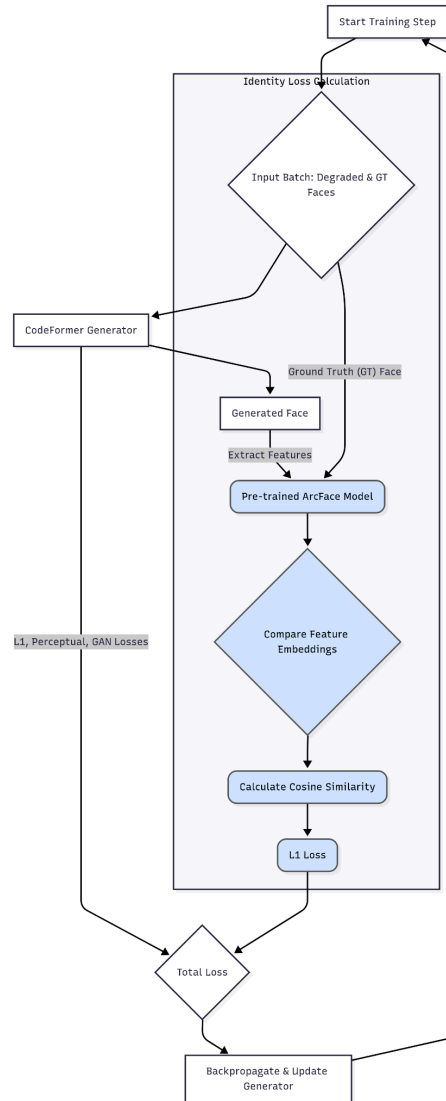 Start Training Step
Identity Loss Calculation
Input Batch: Degraded & GT
Faces
CodeFormer Generator
Ground Truth (GT) Face
Generated Face
Extract Features
Pre-trained ArcFace Model
L1, Perceptual, GAN Losses
Compare Feature
Embeddings
Calculate Cosine Similarity
L1 Loss
Total Loss
Backpropagate & Update
Generator